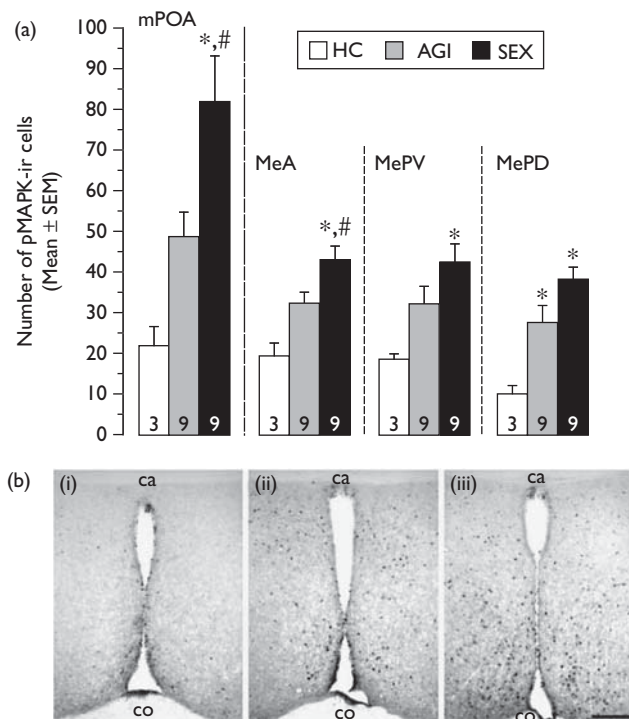 (a)
mPOA
HC AGI SEX
Number of pMAPK-ir cells
(Mean ± SEM)
100
90
80
70
60
50
40
30
20
10
0
*,#
MeA
MePV
MePD
*,#
*
*
*
3 9 9
3 9 9
3 9 9
3 9 9
(b)
(i) ca (ii) ca (iii)
co co co